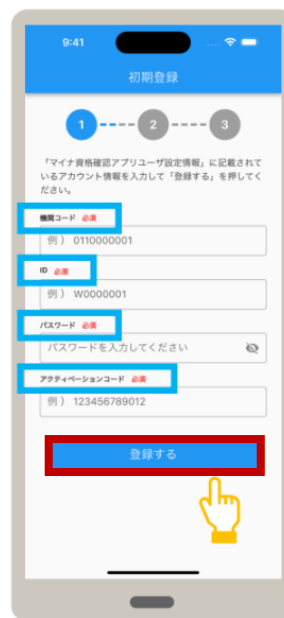 9:41
初期登録
1
2
3
「マイナ資格確認アプリユーザ設定情報」に記載されて
いるアカウント情報を入力して「登録する」を押してく
ださい。
機関コード 必須
例） 0110000001
ID 必須
例） W0000001
パスワード 必須
パスワードを入力してください
アクティベーションコード 必須
例） 123456789012
登録する